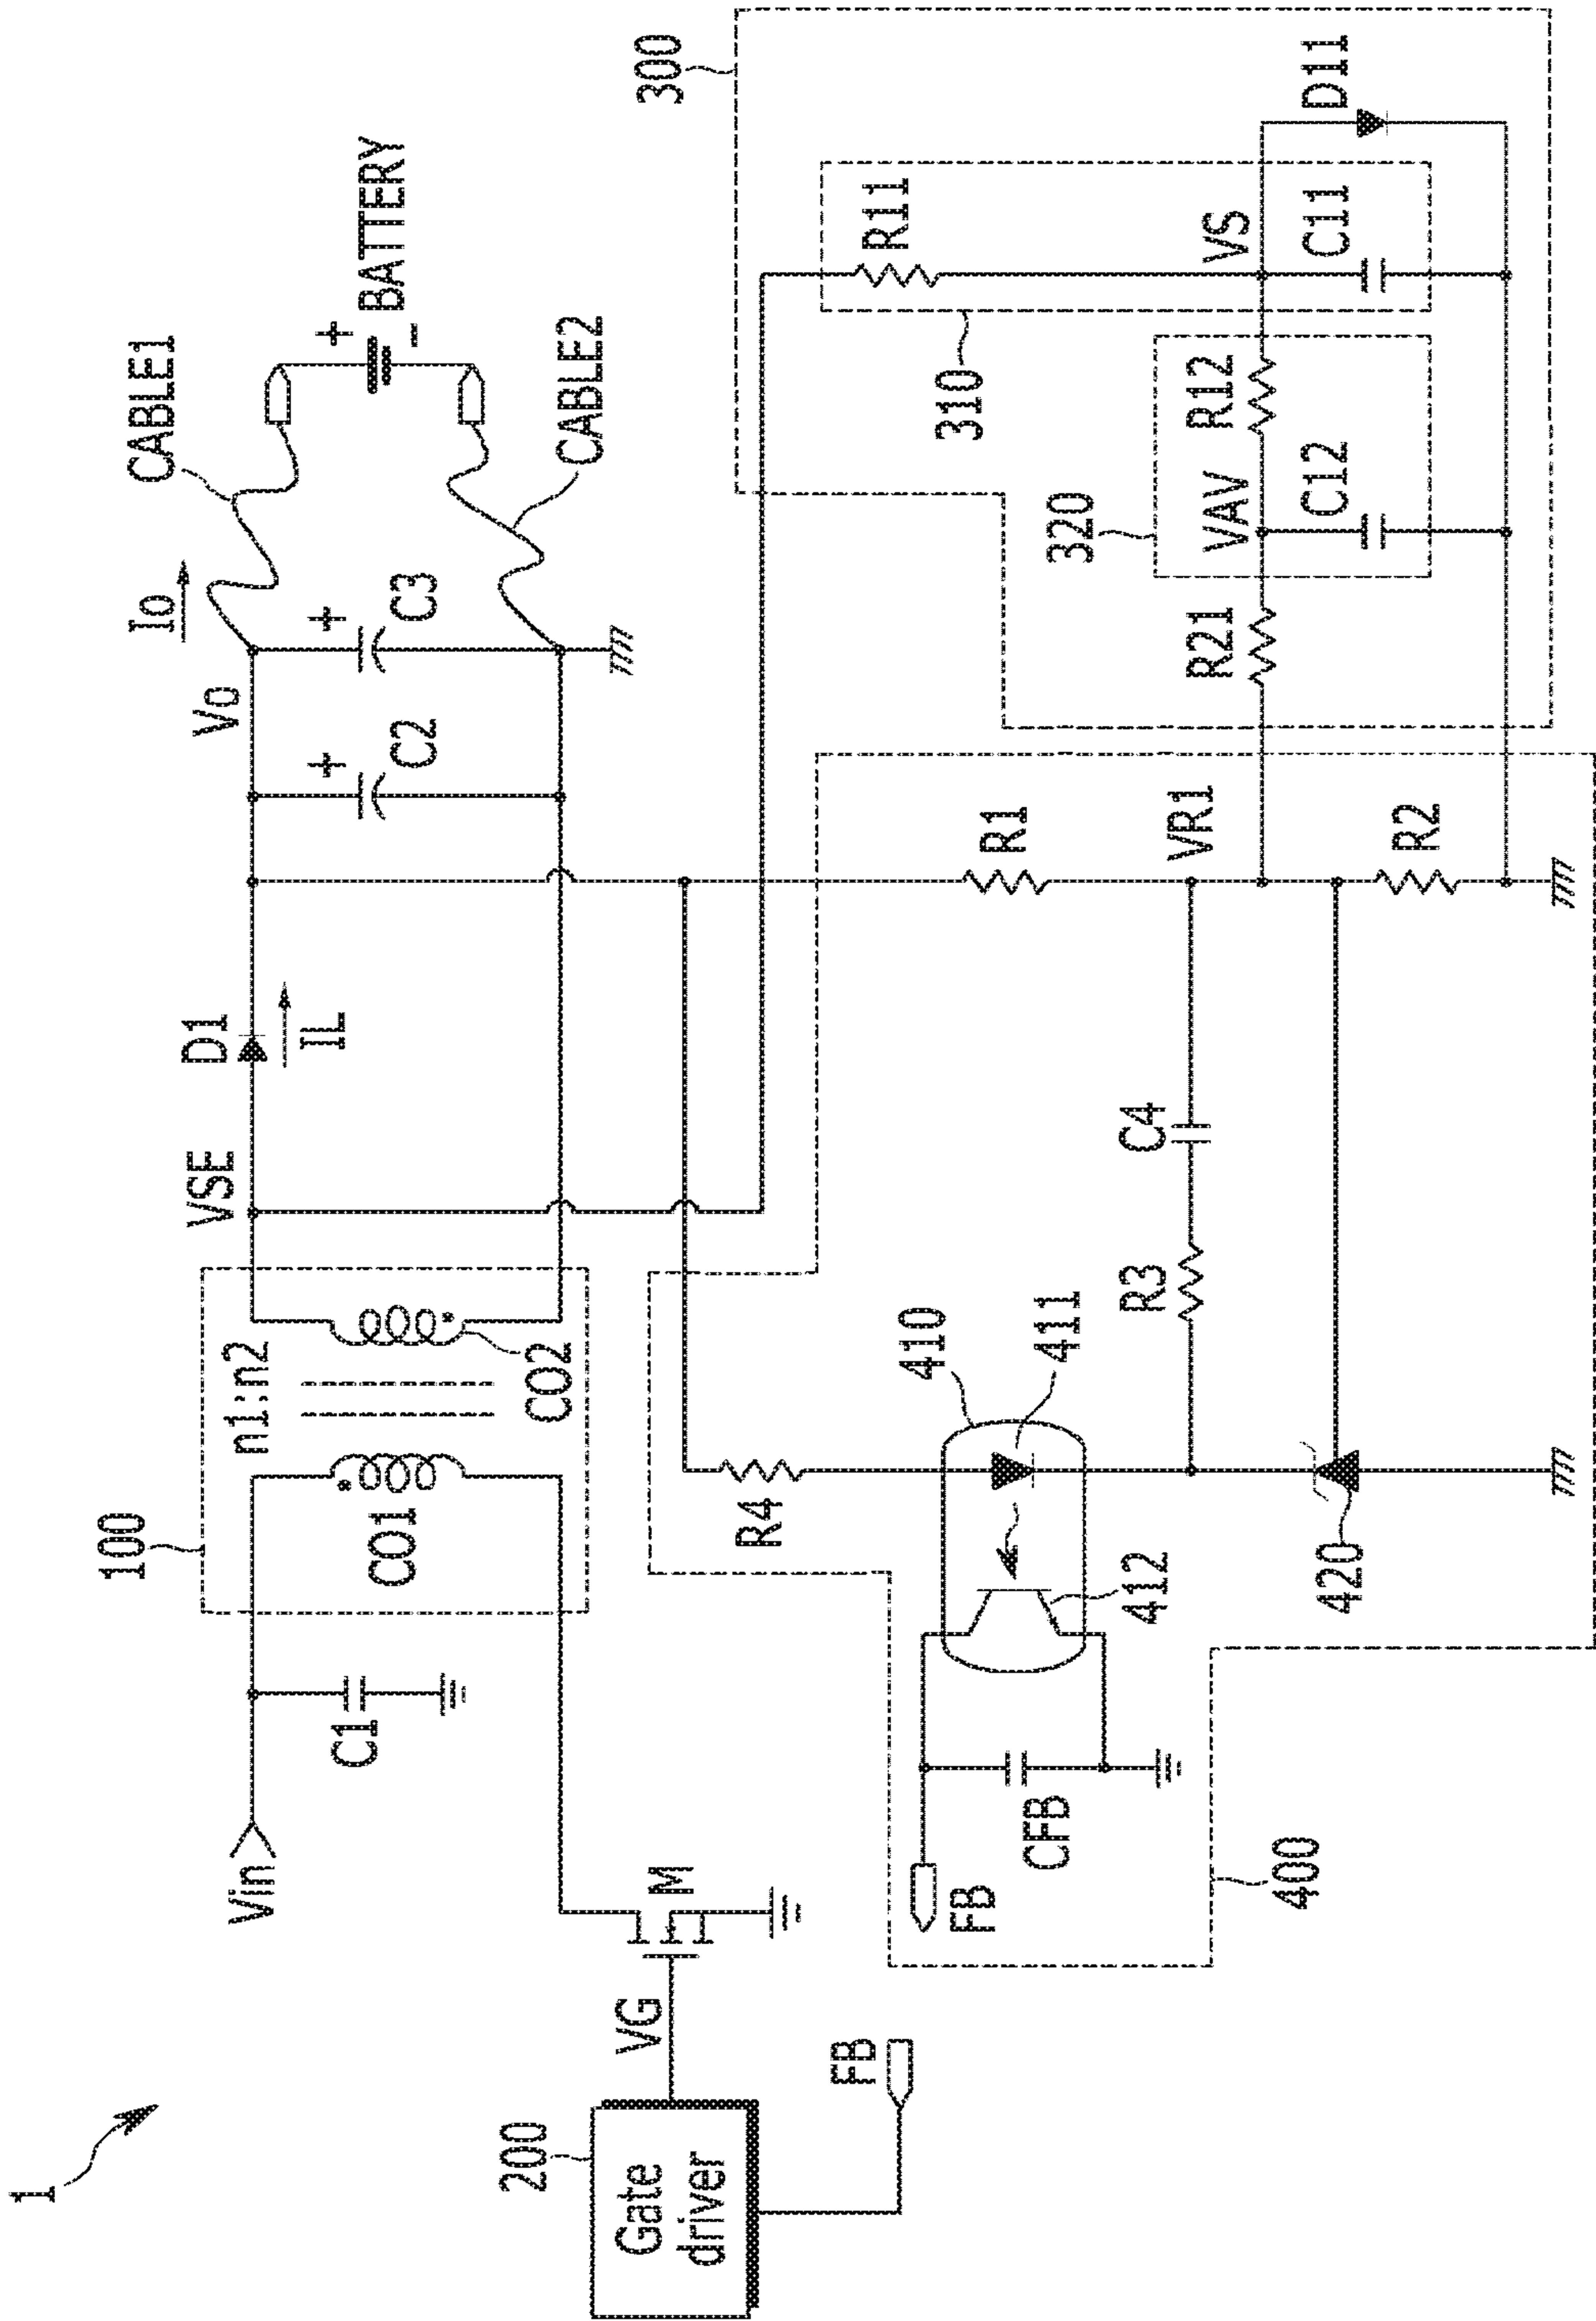 1
100
n1:n2
CO1
CO2
Vin
C1
VSE
D1
IL
Vo
Io
C2
C3
CABLE1
CABLE2
BATTERY
+
-
+
+
200
Gate
driver
VG
M
FB
300
310
R11
VS
C11
D11
320
VAV
R12
C12
R21
400
R1
VR1
R2
R4
410
411
412
R3
C4
420
FB
CFB